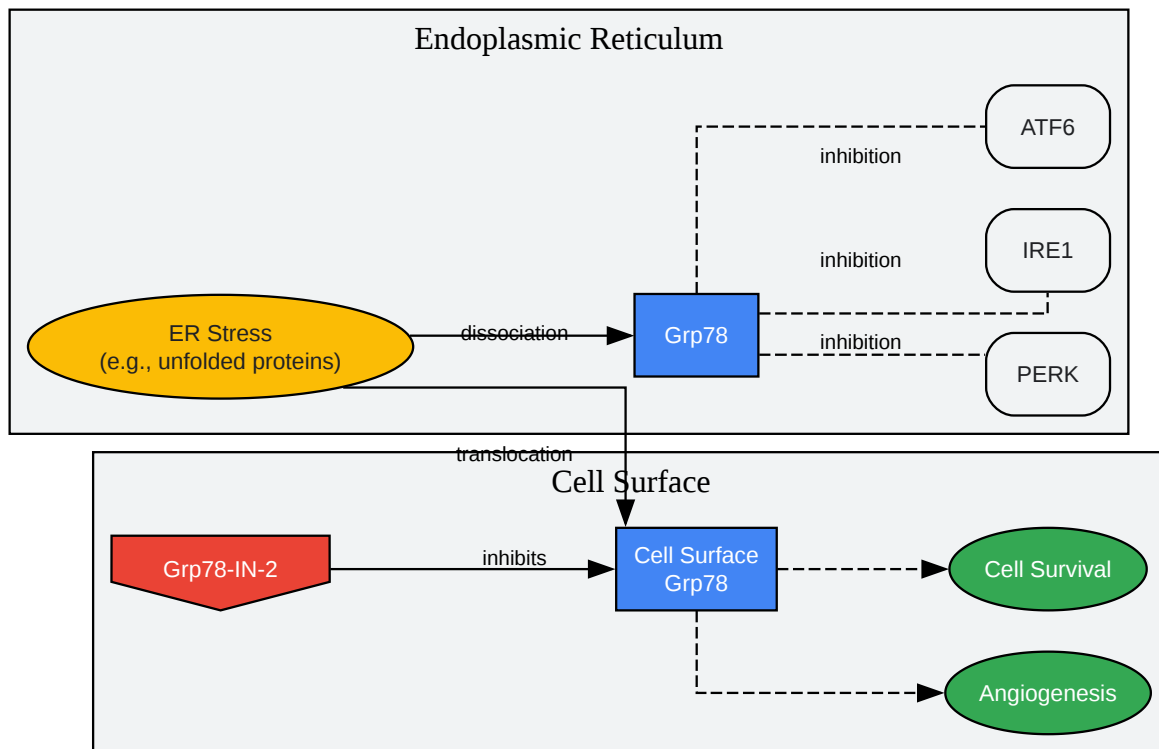 Endoplasmic Reticulum
ATF6
inhibition
inhibition
IRE1
ER Stress
(e.g., unfolded proteins)
dissociation
Grp78
inhibition
PERK
translocation
Cell Surface
Grp78-IN-2
inhibits
Cell Surface
Grp78
Cell Survival
Angiogenesis